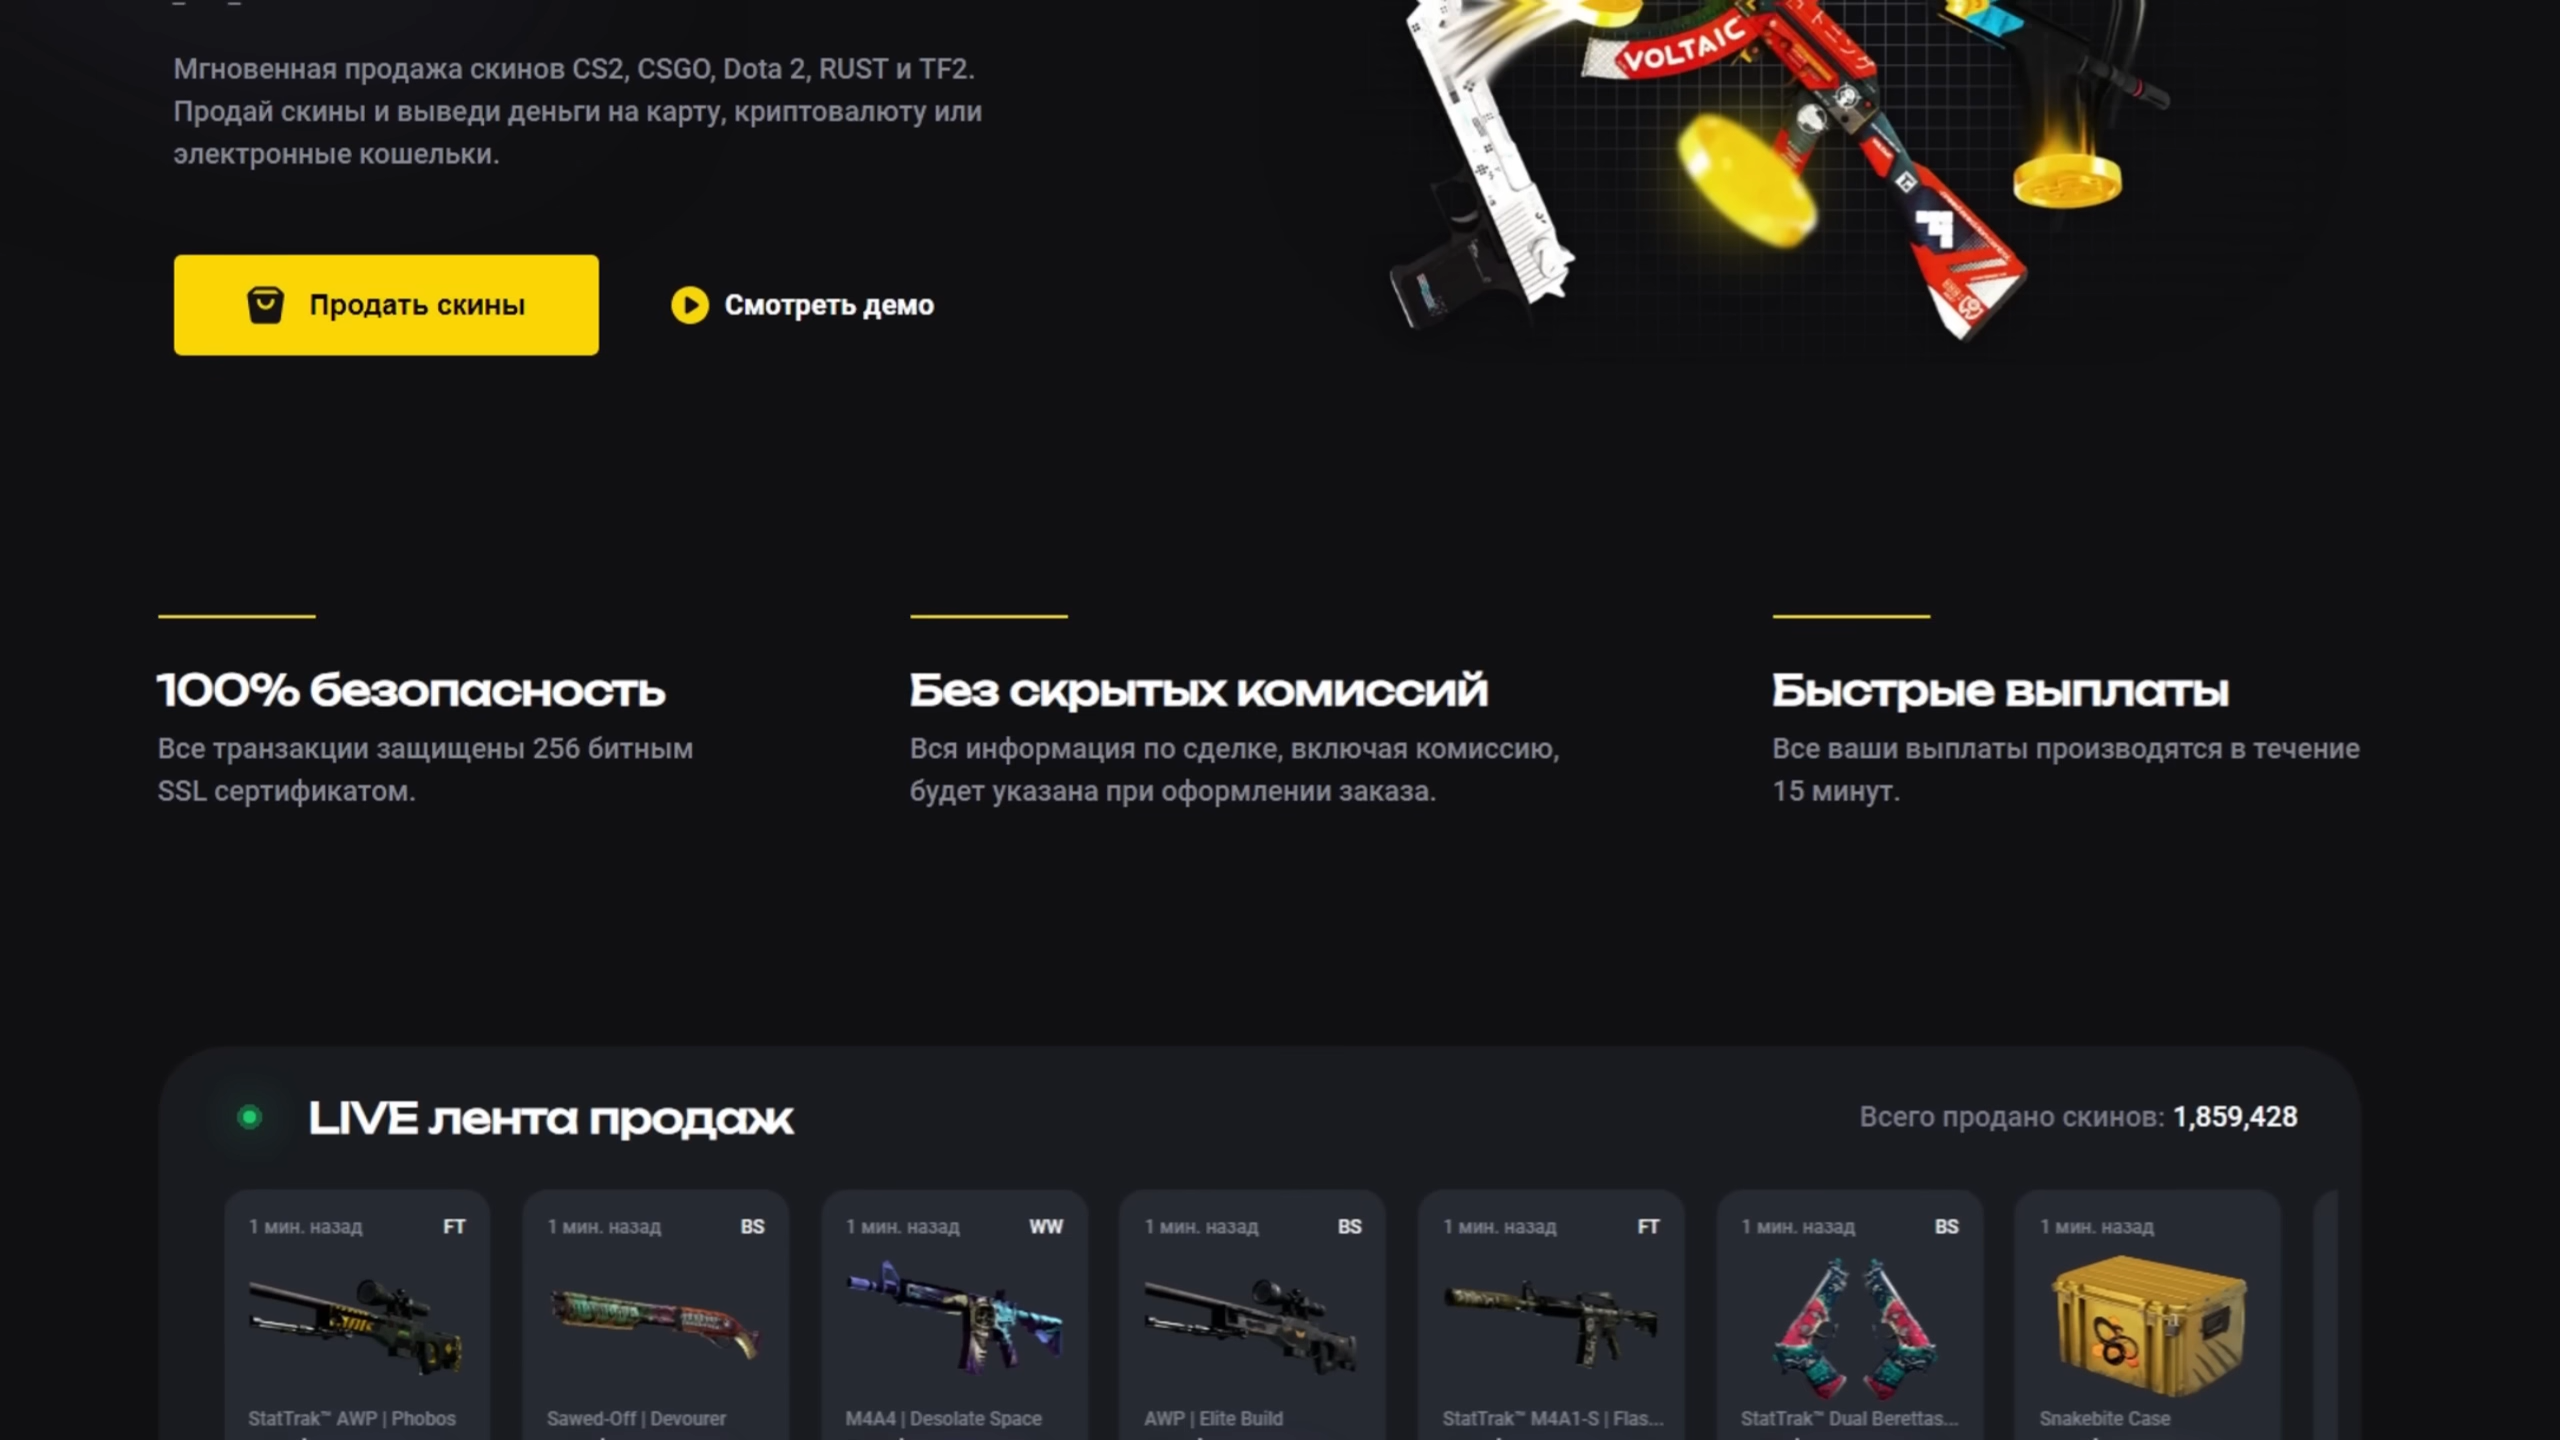 Мгновенная продажа скинов CS2, CSGO, Dota 2, RUST и TF2.
Продай скины и выведи деньги на карту, криптовалюту или
электронные кошельки.
VOLTAIC
Продать скины
Смотреть демо
100% безопасность
Все транзакции защищены 256 битным
SSL сертификатом.
Без скрытых комиссий
Вся информация по сделке, включая комиссию,
будет указана при оформлении заказа.
Быстрые выплаты
Все ваши выплаты производятся в течение
15 минут.
LIVE лента продаж
Всего продано скинов: 1,859,428
1 мин. назад FT
StatTrak™ AWP | Phobos
1 мин. назад BS
Sawed-Off | Devourer
1 мин. назад WW
M4A4 | Desolate Space
1 мин. назад BS
AWP | Elite Build
1 мин. назад FT
StatTrak™ M4A1-S | Flas...
1 мин. назад BS
StatTrak™ Dual Berettas...
1 мин. назад
Snakebite Case